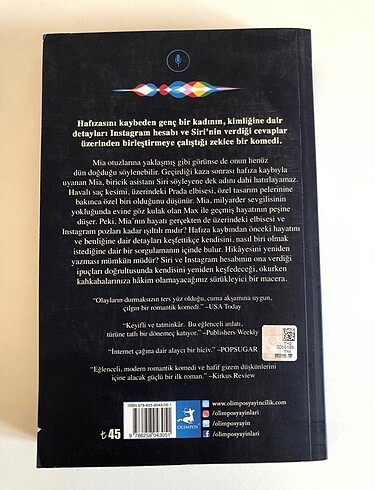 Hafızasını kaybeden genç bir kadının, kimliğine dair
detayları Instagram hesabı ve Siri'nin verdiği cevaplar
üzerinden birleştirmeye çalıştığı zekice bir komedi.
Mia otuzlarına yaklaşmış gibi görünse de onun henüz
dün doğduğu söylenebilir. Geçirdiği kaza sonrası hafıza kaybıyla
uyanan Mia, biricik asistanı Siri söyleyene dek adını dahi hatırlayamaz.
Havalı saç kesimi, üzerindeki Prada elbisesi, özel tasarım pelerinine
bakınca özel biri olduğunu düşünür. Mia, milyarder sevgilisinin
yokluğunda evine göz kulak olan Max ile geçmiş hayatının peşine
düşer. Peki, Mia'nın hayatı gerçekten de üzerindeki elbisesi ve
Instagram pozları kadar ışıltılı mıdır? Hafıza kaybından önceki hayatını
ve benliğine dair detayları keşfettikçe kendisini, nasıl biri olmak
istediğine dair bir sorgulamanın içinde bulur. Hikâyesini yeniden
yazması mümkün müdür? Siri ve Instagram hesabının ona verdiği
ipuçları doğrultusunda kendisini yeniden keşfedeceği, okurken
kahkahalarınıza hâkim olamayacağınız sürükleyici bir macera.
"Olayların durmaksızın ters yüz olduğu, cuma akşamına uygun,
çılgın bir romantik komedi." –USA Today
"Keyifli ve tatminkâr. Bu eğlenceli anlatı,
türüne tatlı bir dönemeç katıyor." –Publishers Weekly
"İnternet çağına dair alaycı bir hiciv." –POPSUGAR
"Eğlenceli, modern romantik komedi ve hafif gizem düşkünlerini
içine alacak güçlü bir ilk roman." –Kirkus Review
₺45
9 786258 043051
OLIMPOS
www.olimposyayincilik.com
/olimposyayinlari
/olimposyayin
/olimposyayinlari